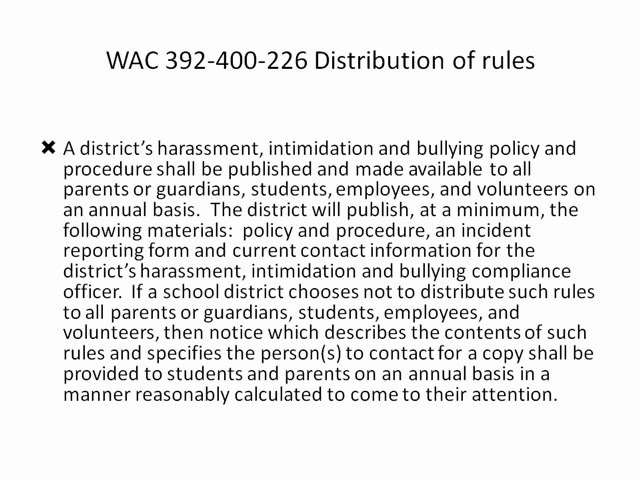 WAC 392-400-226 Distribution of rules
✖ A district's harassment, intimidation and bullying policy and
procedure shall be published and made available to all
parents or guardians, students, employees, and volunteers on
an annual basis.  The district will publish, at a minimum, the
following materials:  policy and procedure, an incident
reporting form and current contact information for the
district's harassment, intimidation and bullying compliance
officer.  If a school district chooses not to distribute such rules
to all parents or guardians, students, employees, and
volunteers, then notice which describes the contents of such
rules and specifies the person(s) to contact for a copy shall be
provided to students and parents on an annual basis in a
manner reasonably calculated to come to their attention.